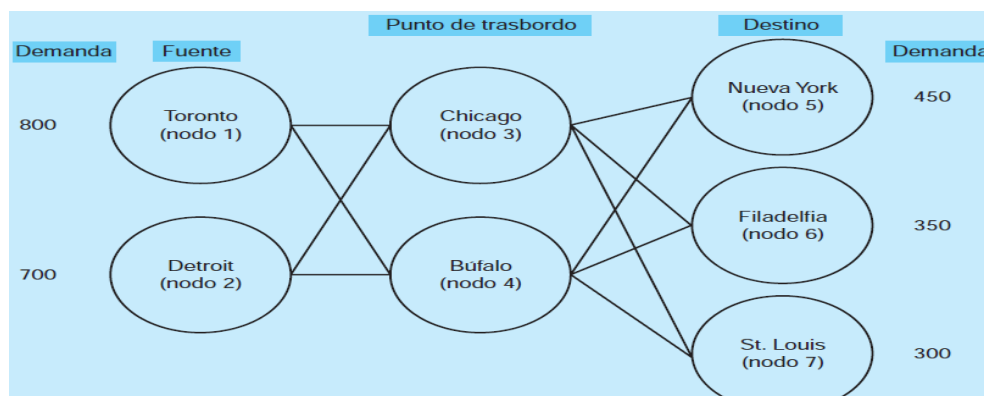 Punto de trasbordo
Destino
Demanda
Fuente
Demanda
800
Toronto
(nodo 1)
Chicago
(nodo 3)
Nueva York
(nodo 5)
450
Filadelfia
(nodo 6)
350
700
Detroit
(nodo 2)
Búfalo
(nodo 4)
St. Louis
(nodo 7)
300